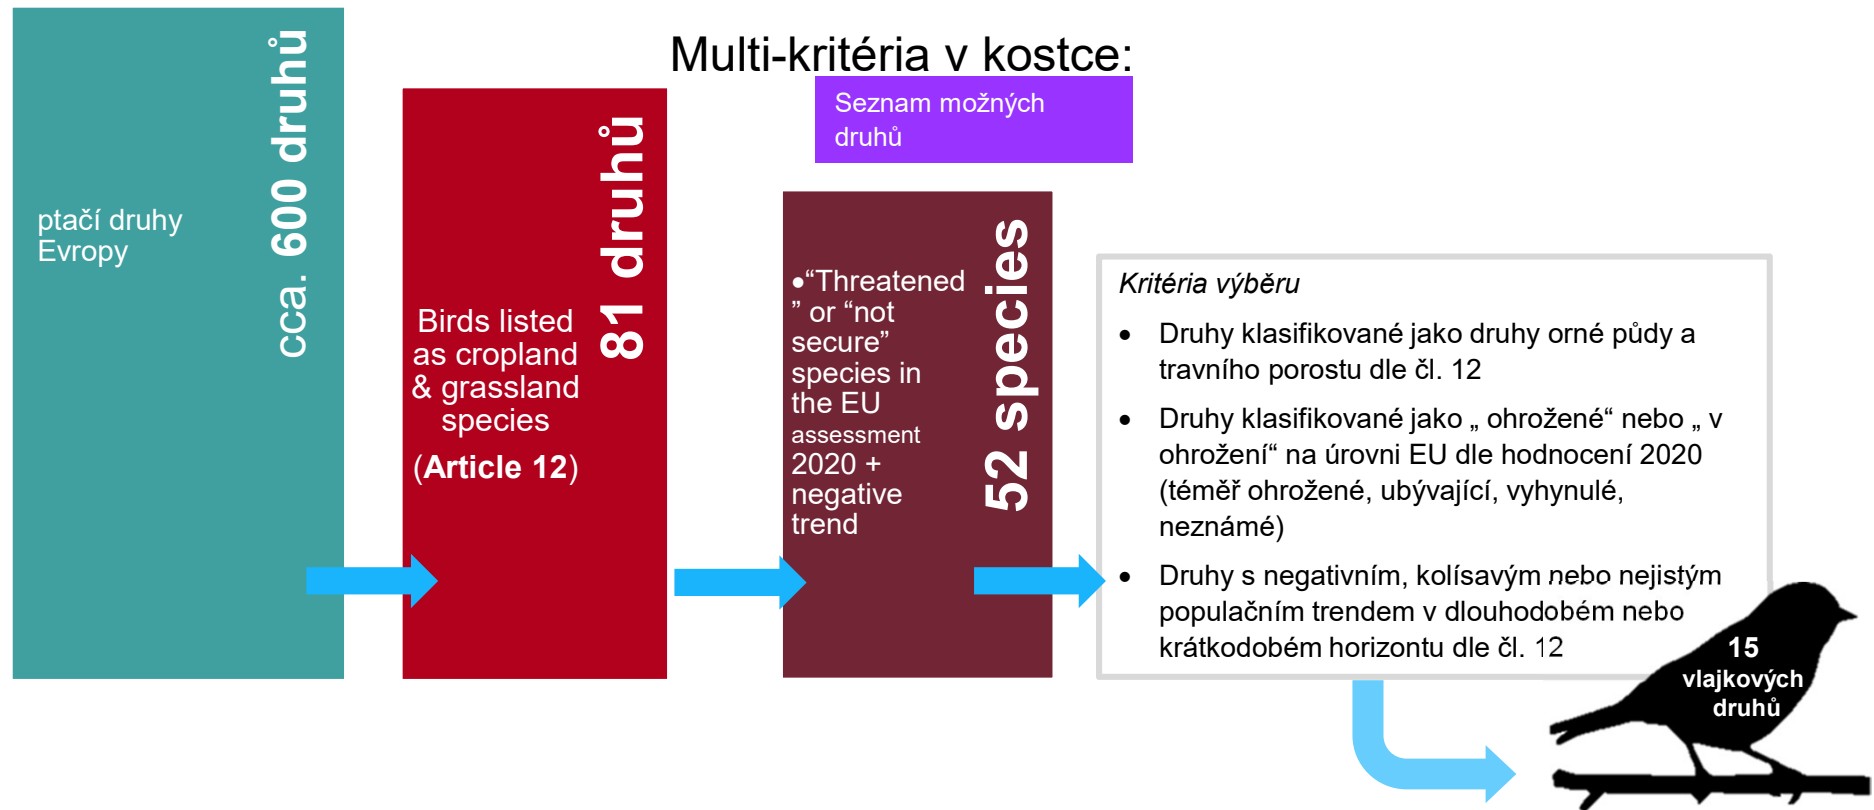 Multi-kritéria v kostce:
Seznam možných
druhů
ptačí druhy
Evropy
cca. 600 druhů
Birds listed
as cropland
& grassland
species
(Article 12)
81 druhů
•“Threatened
” or “not
secure”
species in
the EU
assessment
2020 +
negative
trend
52 species
Kritéria výběru
• Druhy klasifikované jako druhy orné půdy a
travního porostu dle čl. 12
• Druhy klasifikované jako „ ohrožené“ nebo „ v
ohrožení“ na úrovni EU dle hodnocení 2020
(téměř ohrožené, ubývající, vyhynulé,
neznámé)
• Druhy s negativním, kolísavým nebo nejistým
populačním trendem v dlouhodobém nebo
krátkodobém horizontu dle čl. 12
15
vlajkových
druhů